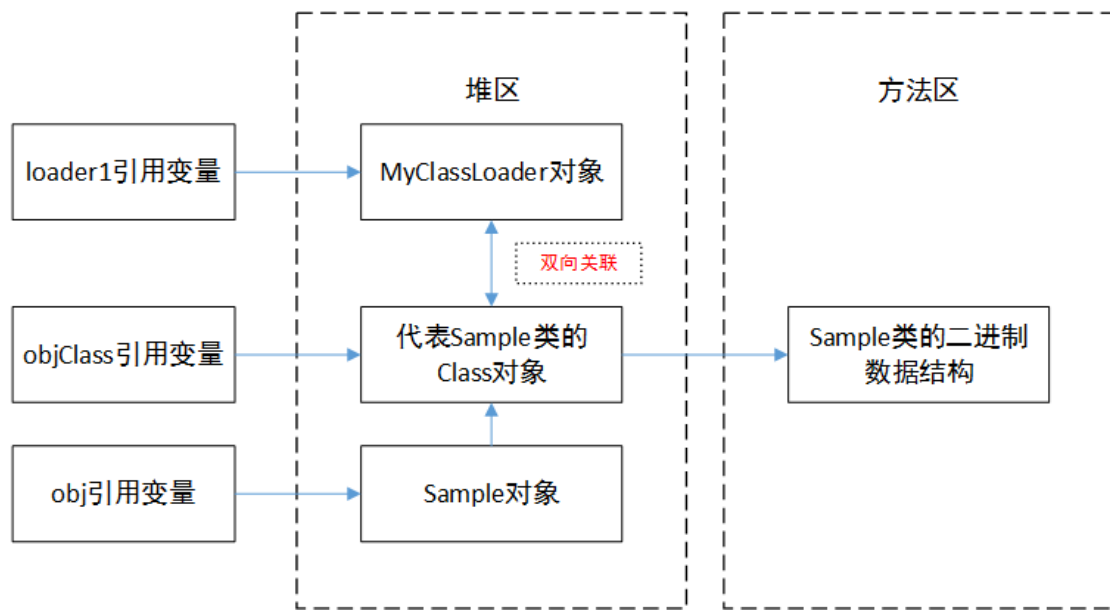 堆区
方法区
loader1引用变量
MyClassLoader对象
双向关联
objClass引用变量
代表Sample类的
Class对象
Sample类的二进制
数据结构
obj引用变量
Sample对象